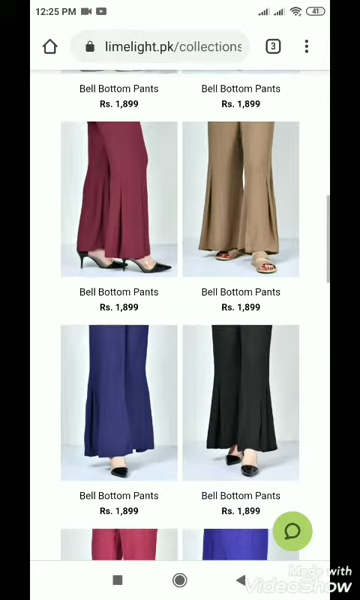 12:25 PM
41
limelight.pk/collections
3
Bell Bottom Pants
Bell Bottom Pants
Rs. 1,899
Rs. 1,899
Bell Bottom Pants
Bell Bottom Pants
Rs. 1,899
Rs. 1,899
Bell Bottom Pants
Bell Bottom Pants
Rs. 1,899
Rs. 1,899
Made with
VideoShow